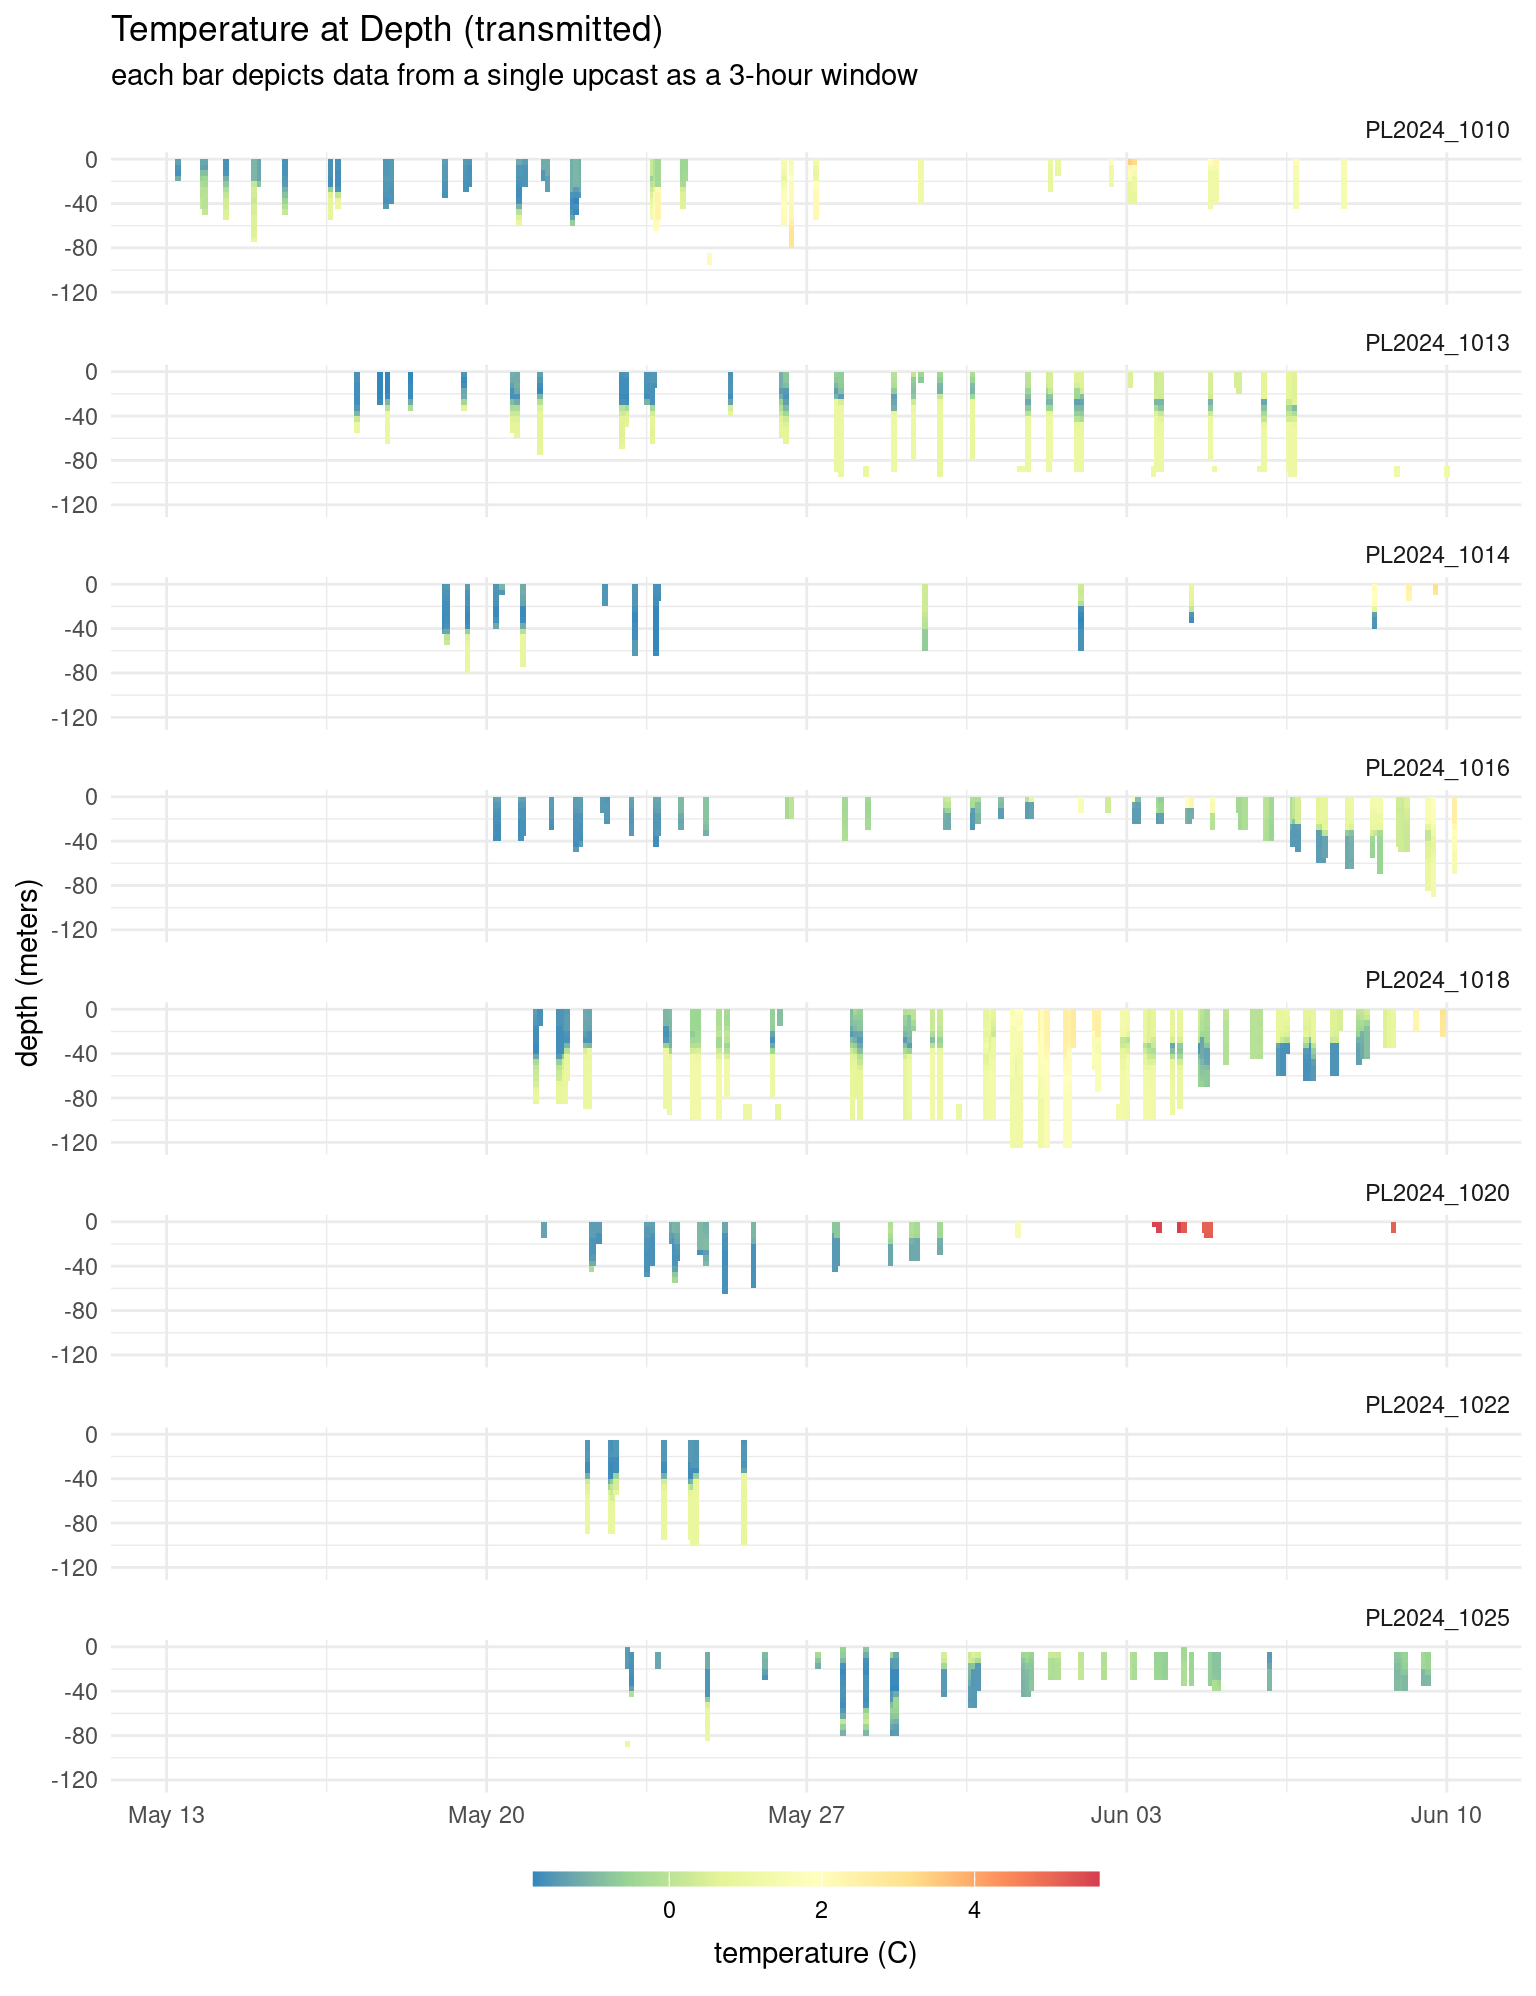 Temperature at Depth (transmitted)
each bar depicts data from a single upcast as a 3-hour window
PL2024_1010
0
-40
-80
-120
PL2024_1013
0
-40
-80
-120
PL2024_1014
0
-40
-80
-120
PL2024_1016
0
-40
-80
-120
depth (meters)
PL2024_1018
0
-40
-80
-120
PL2024_1020
0
-40
-80
-120
PL2024_1022
0
-40
-80
-120
PL2024_1025
0
-40
-80
-120
May 13 May 20 May 27 Jun 03 Jun 10
0 2 4
temperature (C)